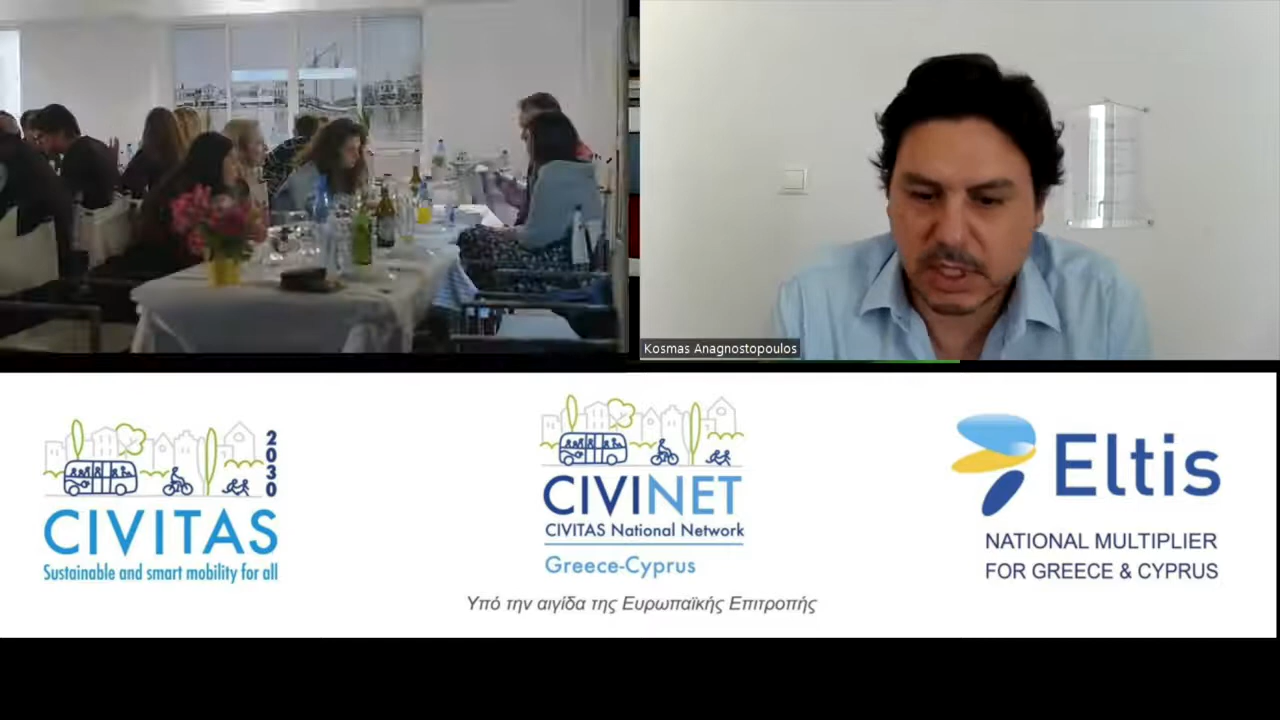 Kosmas Anagnostopoulos
2030
CIVITAS
Sustainable and smart mobility for all
CIVINET
CIVITAS National Network
Greece-Cyprus
Υπό την αιγίδα της Ευρωπαϊκής Επιτροπής
Eltis
NATIONAL MULTIPLIER
FOR GREECE & CYPRUS